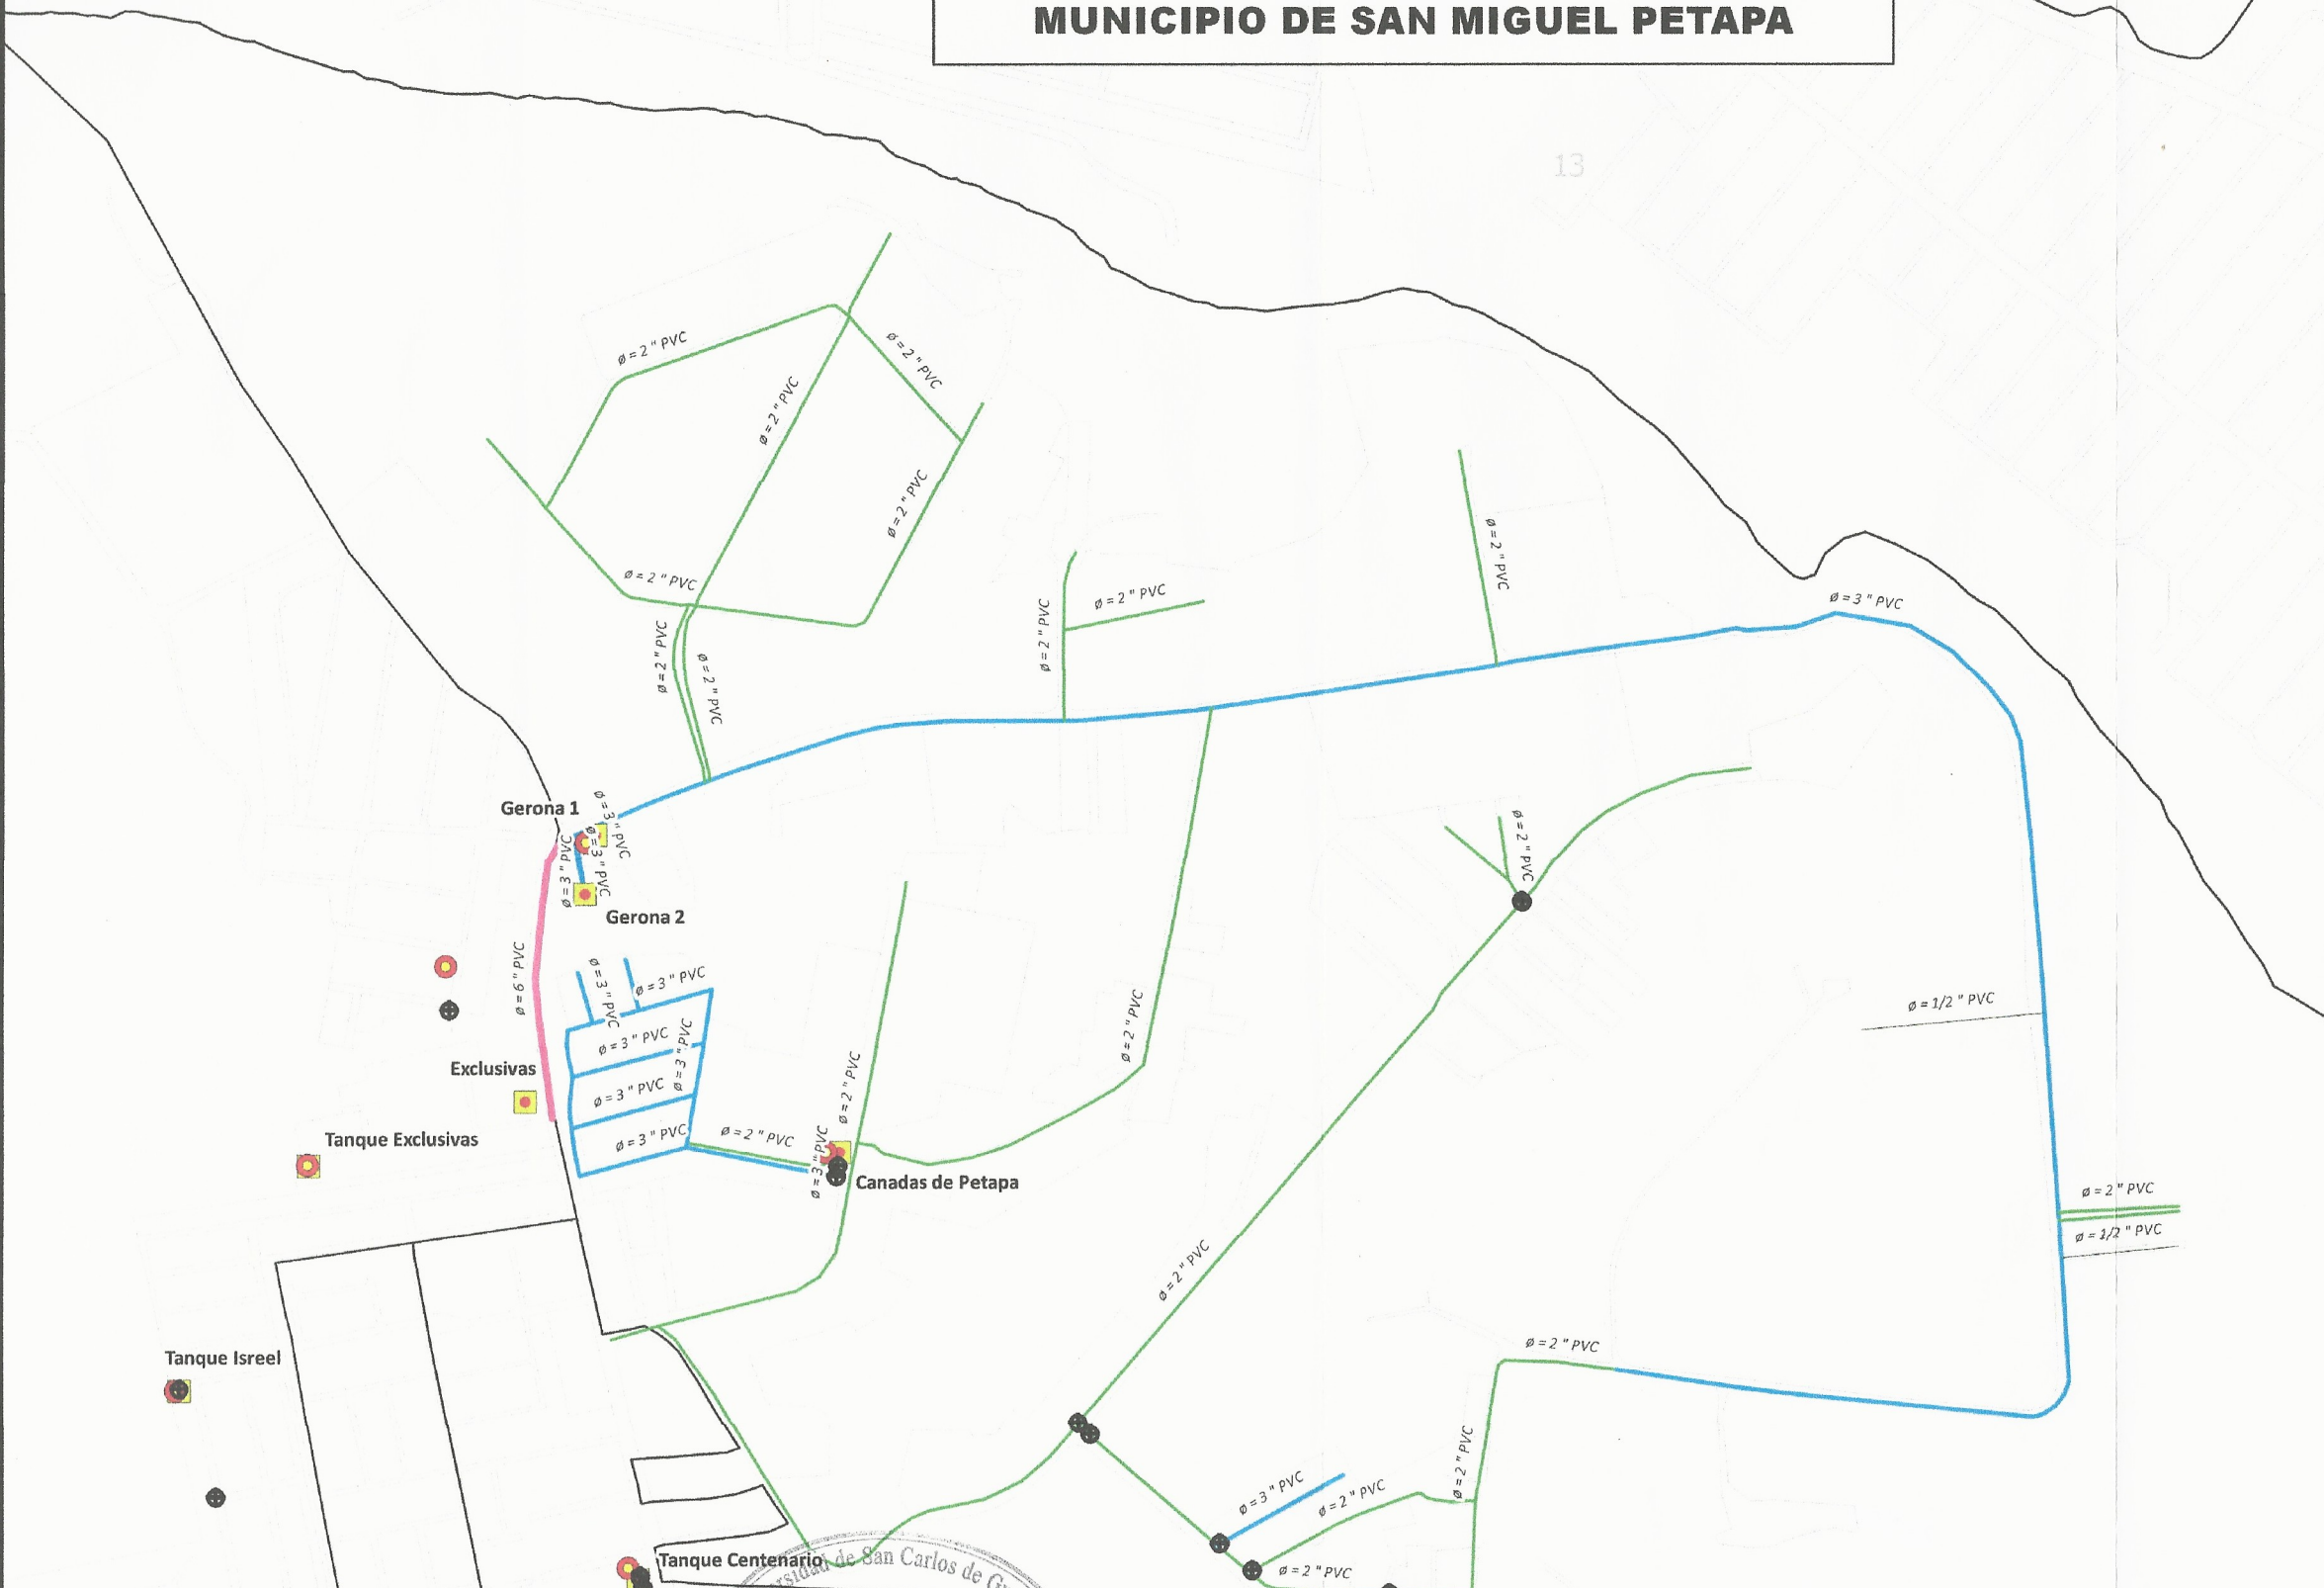 MUNICIPIO DE SAN MIGUEL PETAPA
13
ø = 2 " PVC
ø = 2 " PVC
ø = 2 " PVC
ø = 2 " PVC
ø = 2 " PVC
ø = 2 " PVC
ø = 2 " PVC
ø = 2 " PVC
ø = 2 " PVC
ø = 2 " PVC
ø = 3 " PVC
Gerona 1
ø = 3 " PVC
ø = 3 " PVC
ø = 3 " PVC
Gerona 2
ø = 2 " PVC
ø = 6 " PVC
ø = 3 " PVC
ø = 3 " PVC
ø = 3 " PVC
ø = 3 " PVC
ø = 3 " PVC
ø = 3 " PVC
ø = 2 " PVC
ø = 1/2 " PVC
Exclusivas
Tanque Exclusivas
ø = 2 " PVC
ø = 2 " PVC
ø = 3 " PVC
Canadas de Petapa
ø = 2 " PVC
ø = 1/2 " PVC
ø = 2 " PVC
Tanque Isreel
ø = 2 " PVC
ø = 2 " PVC
ø = 3 " PVC
ø = 2 " PVC
Tanque Centenario
ø = 2 " PVC
de San Carlos de